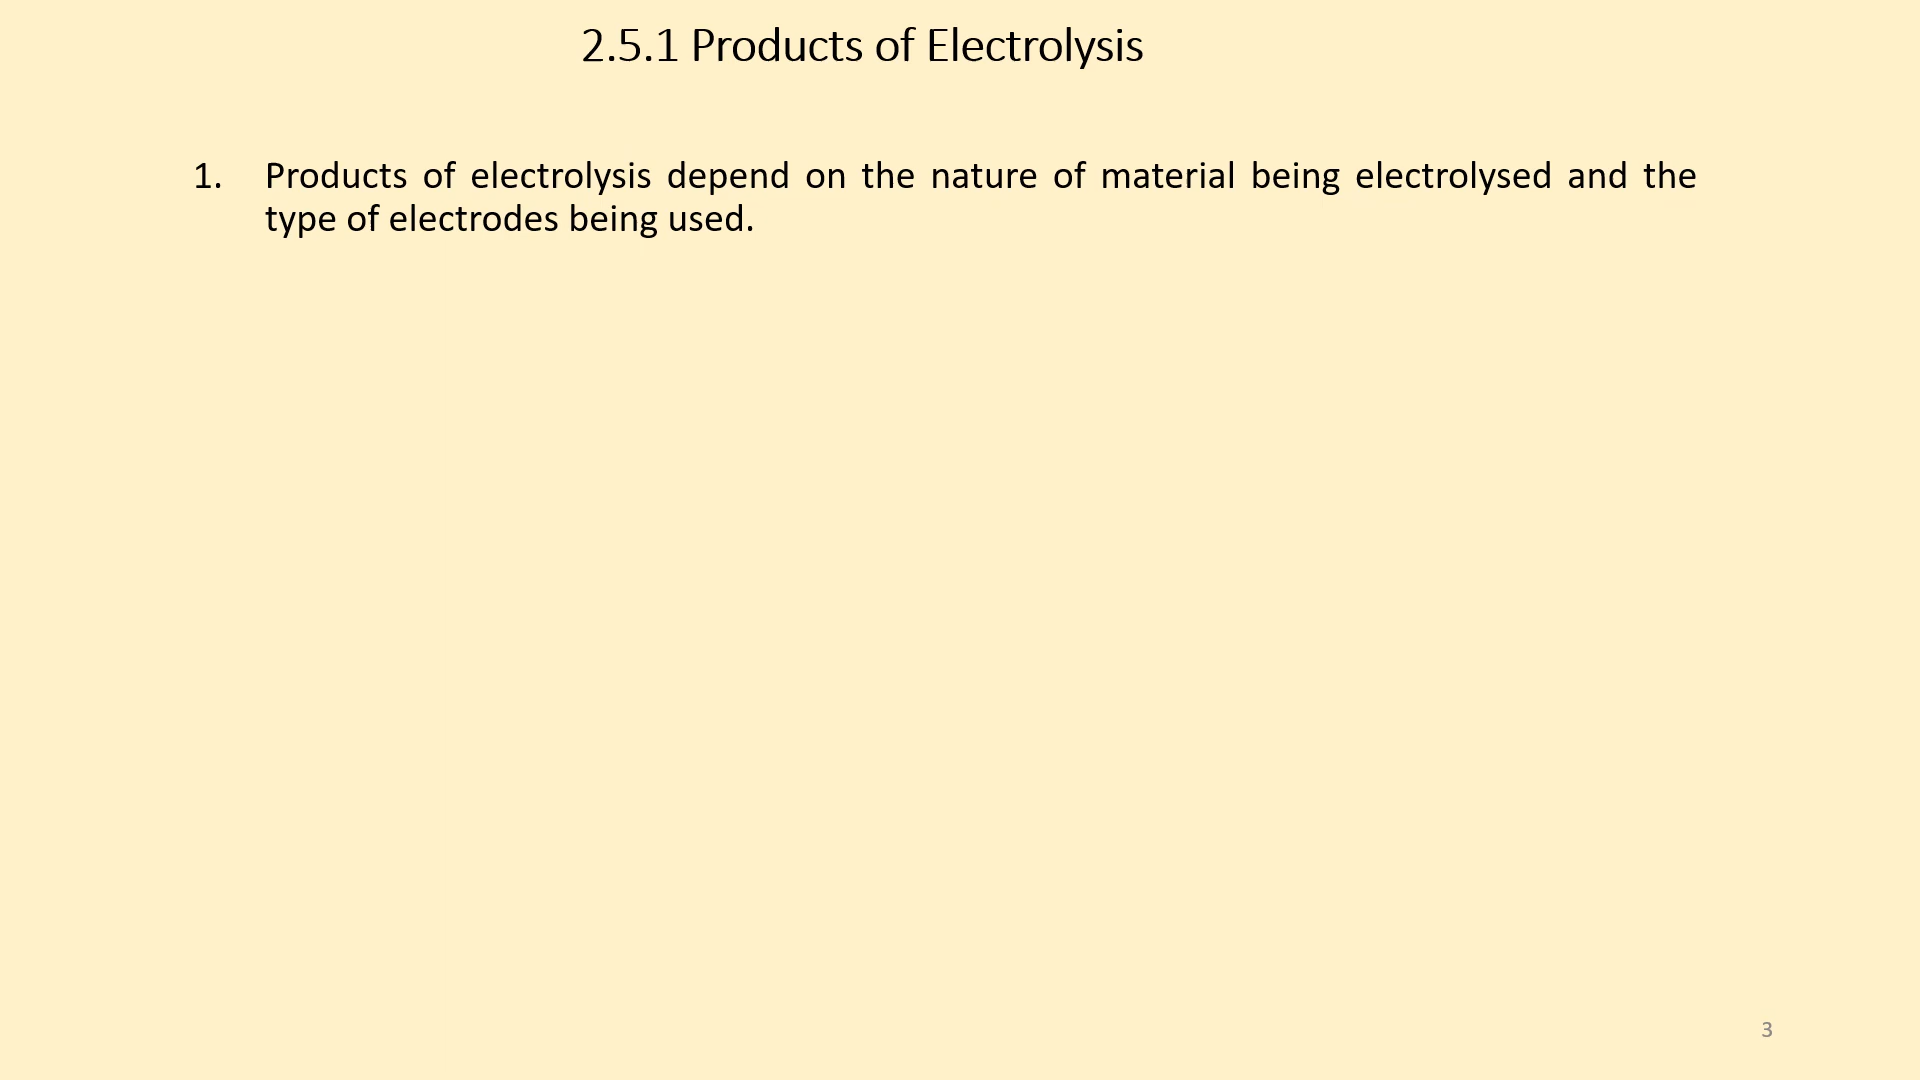 2.5.1 Products of Electrolysis
1. Products of electrolysis depend on the nature of material being electrolysed and the
type of electrodes being used.
3